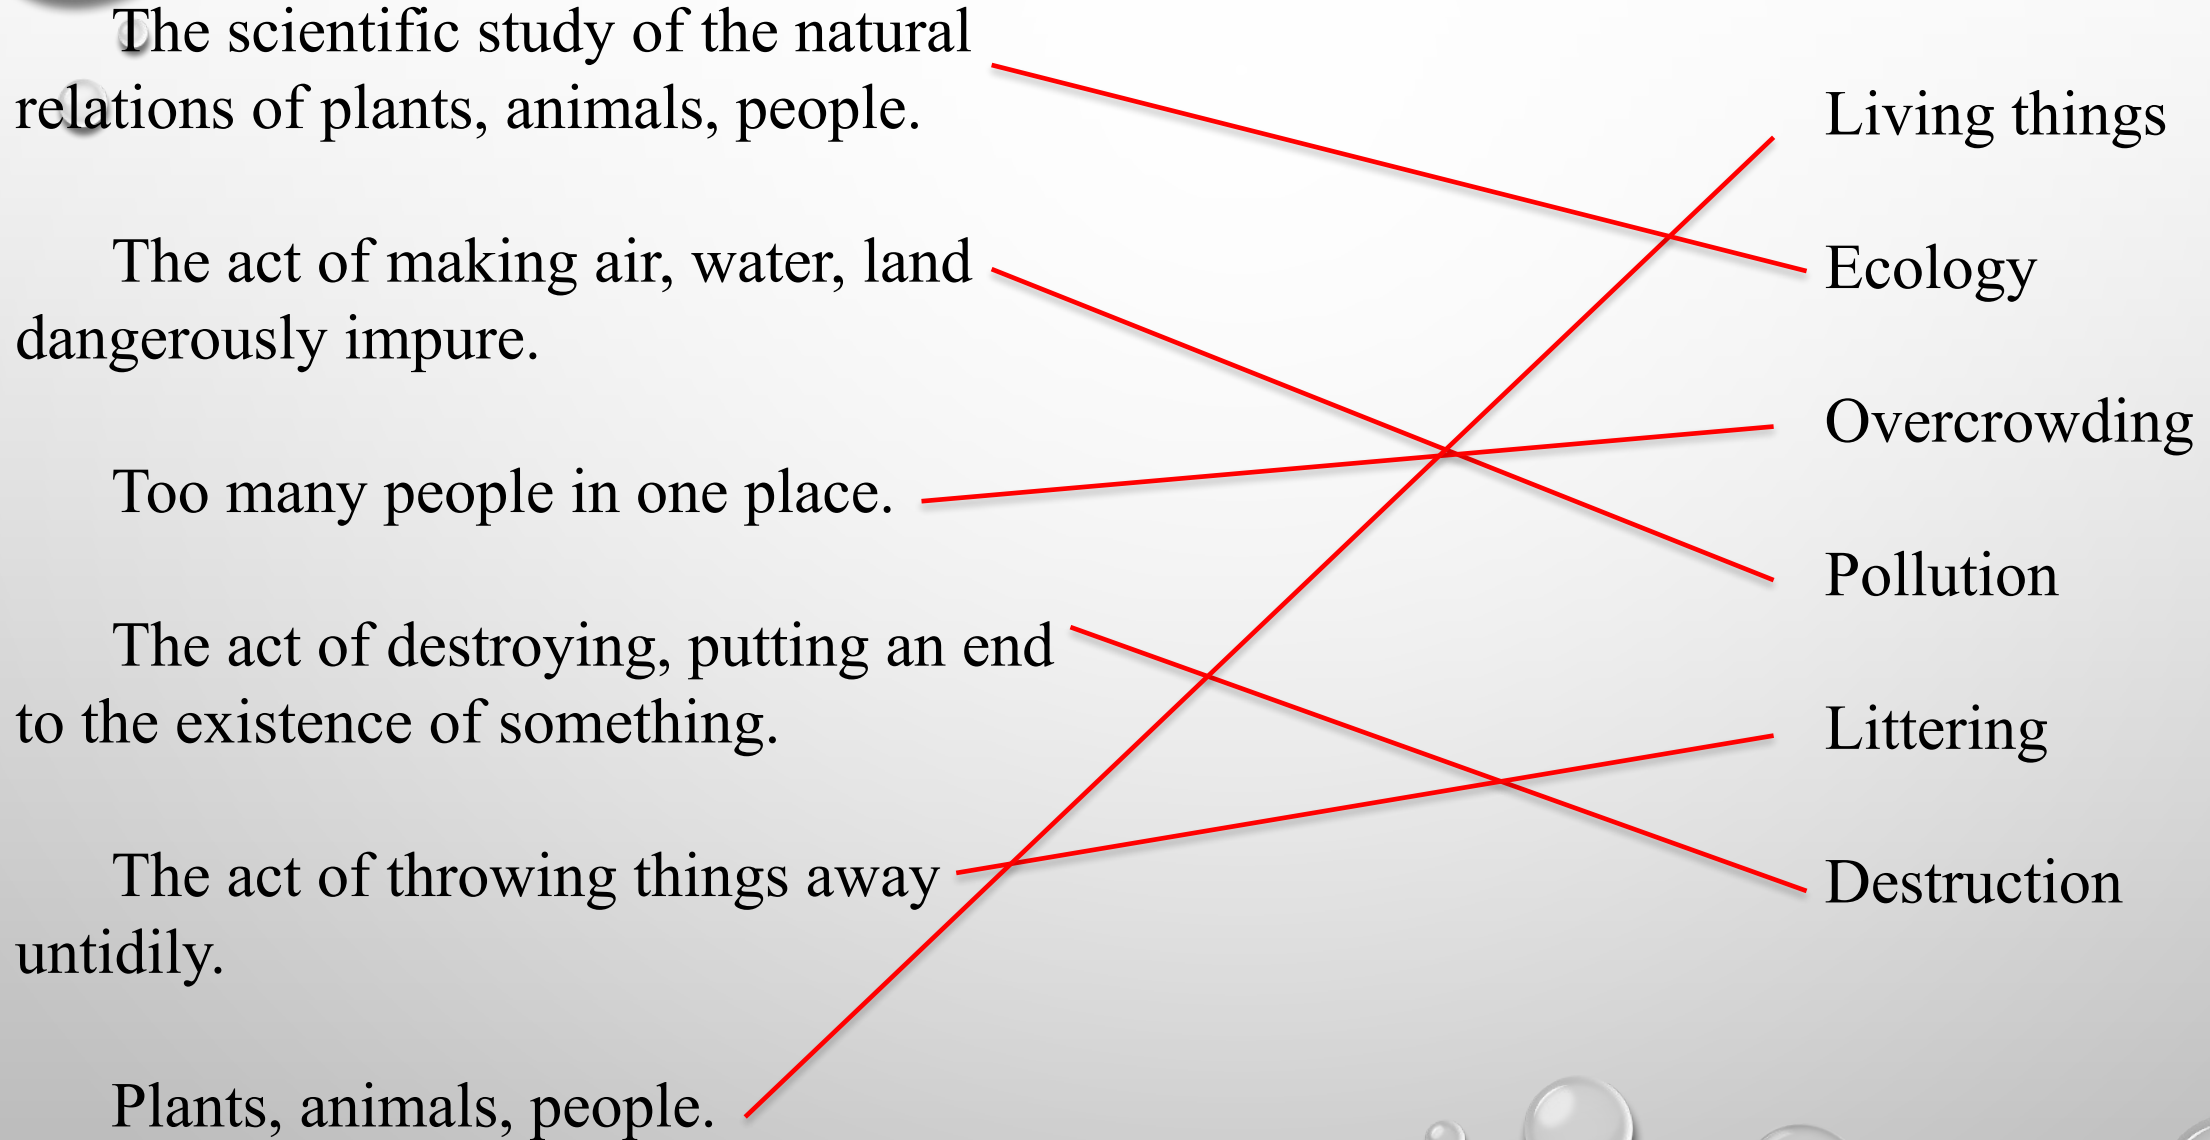 The scientific study of the natural
relations of plants, animals, people.
The act of making air, water, land
dangerously impure.
Too many people in one place.
The act of destroying, putting an end
to the existence of something.
The act of throwing things away
untidily.
Plants, animals, people.
Living things
Ecology
Overcrowding
Pollution
Littering
Destruction